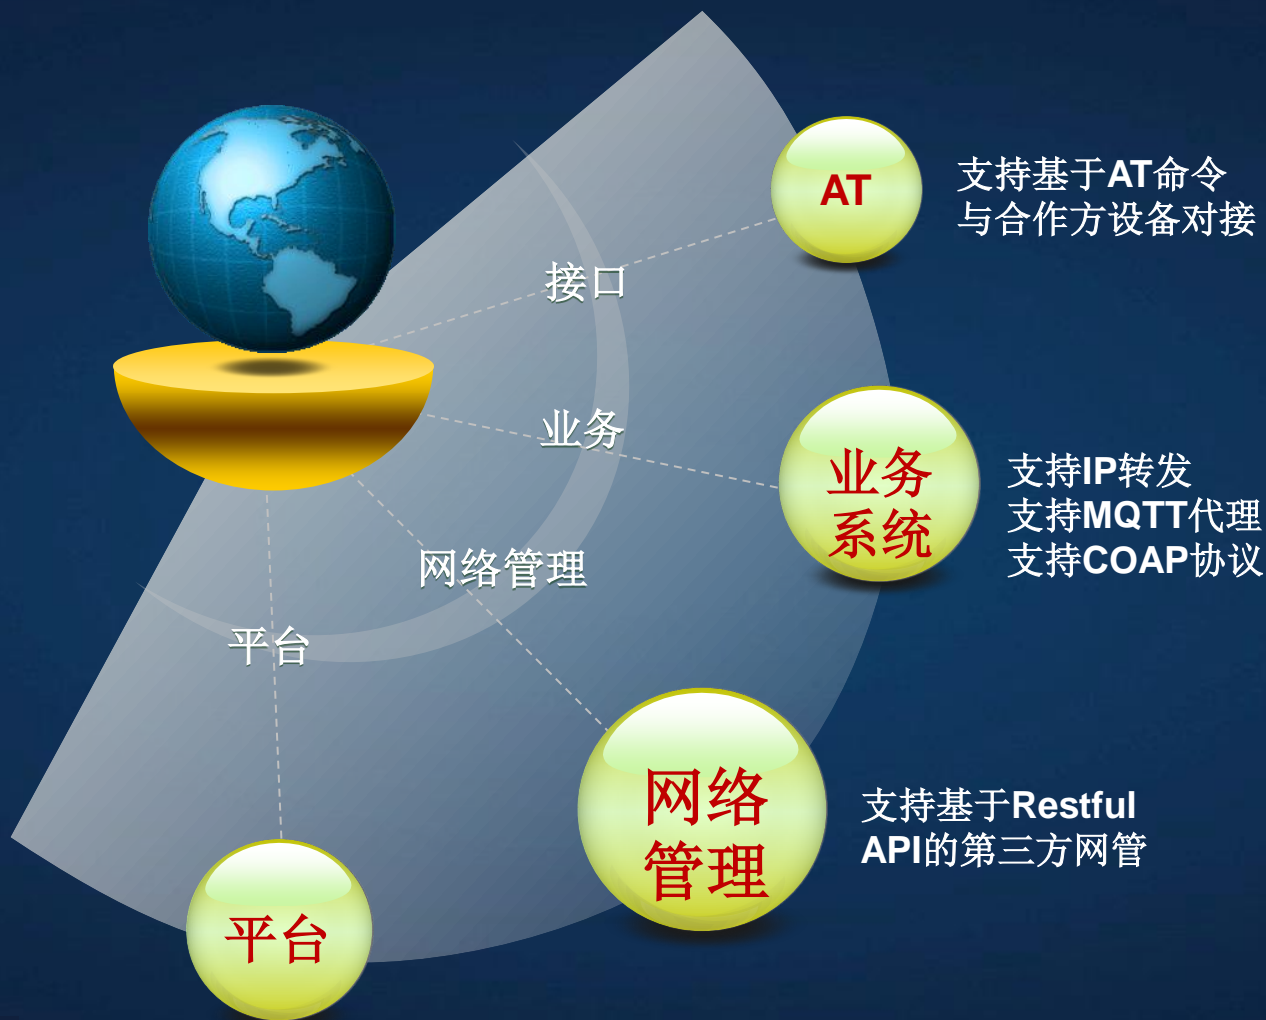 AT
支持基于AT命令
与合作方设备对接
接口
业务
业务
系统
支持IP转发
支持MQTT代理
支持COAP协议
网络管理
平台
网络
管理
支持基于Restful
API的第三方网管
平台